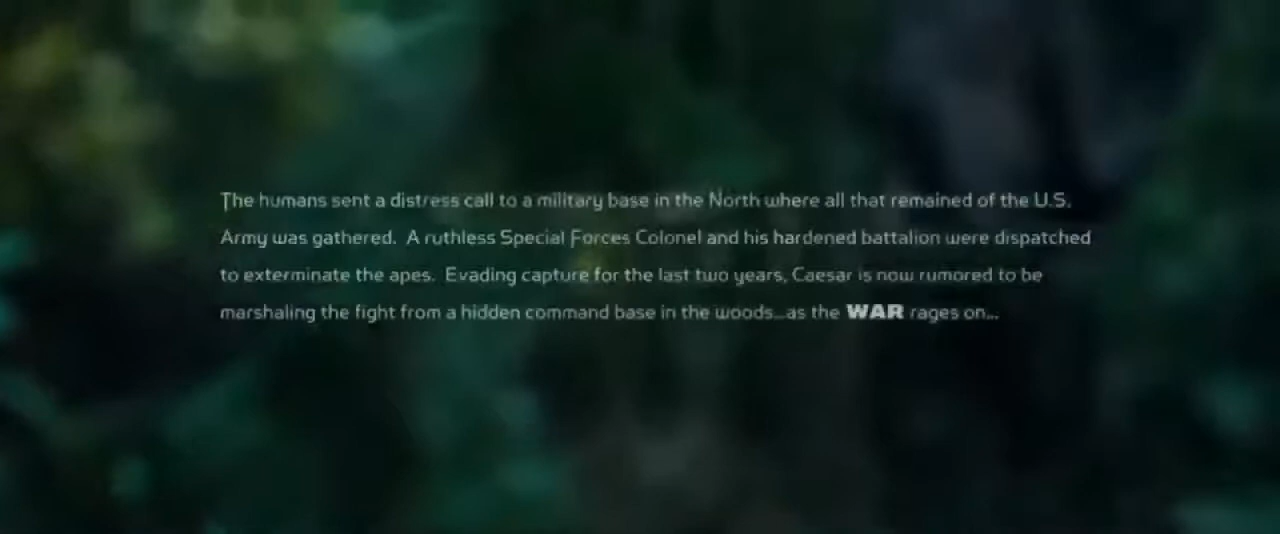 The humans sent a distress call to a military base in the North where all that remained of the U.S.
Army was gathered. A ruthless Special Forces Colonel and his hardened battalion were dispatched
to exterminate the apes. Evading capture for the last two years, Caesar is now rumored to be
marshaling the fight from a hidden command base in the woods...as the WAR rages on...